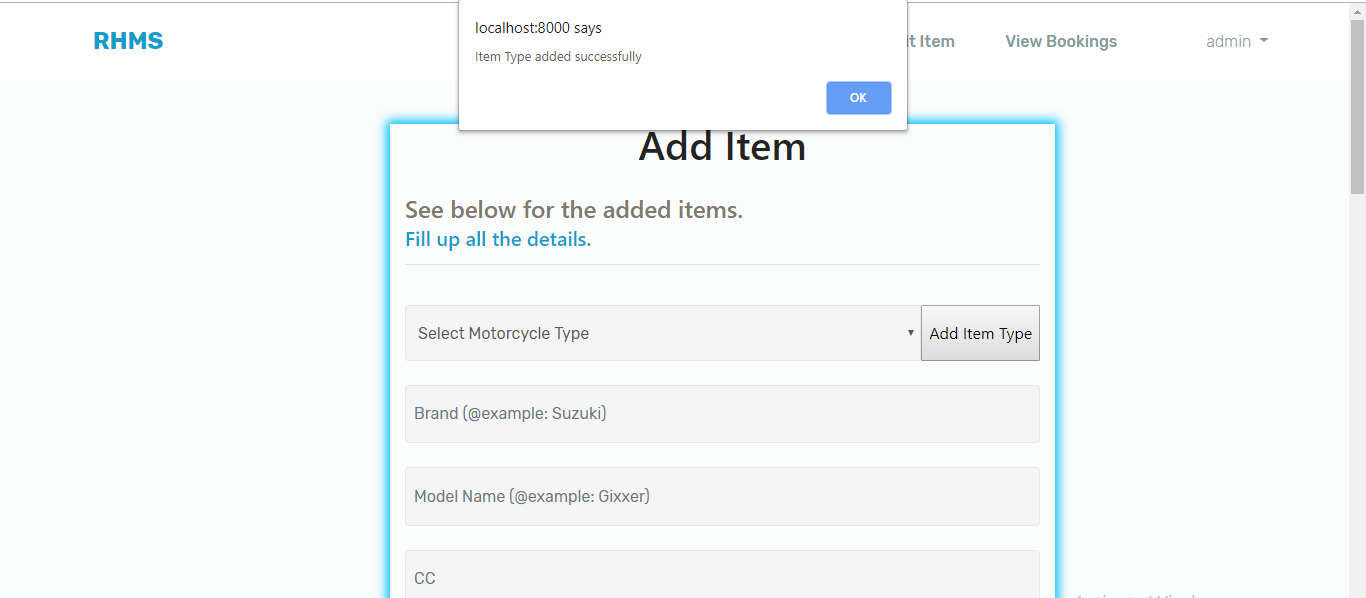 localhost:8000 says
Item Type added successfully
OK
RHMS
Item
View Bookings
admin
Add Item
See below for the added items.
Fill up all the details.
Select Motorcycle Type
Add Item Type
Brand (@example: Suzuki)
Model Name (@example: Gixxer)
CC